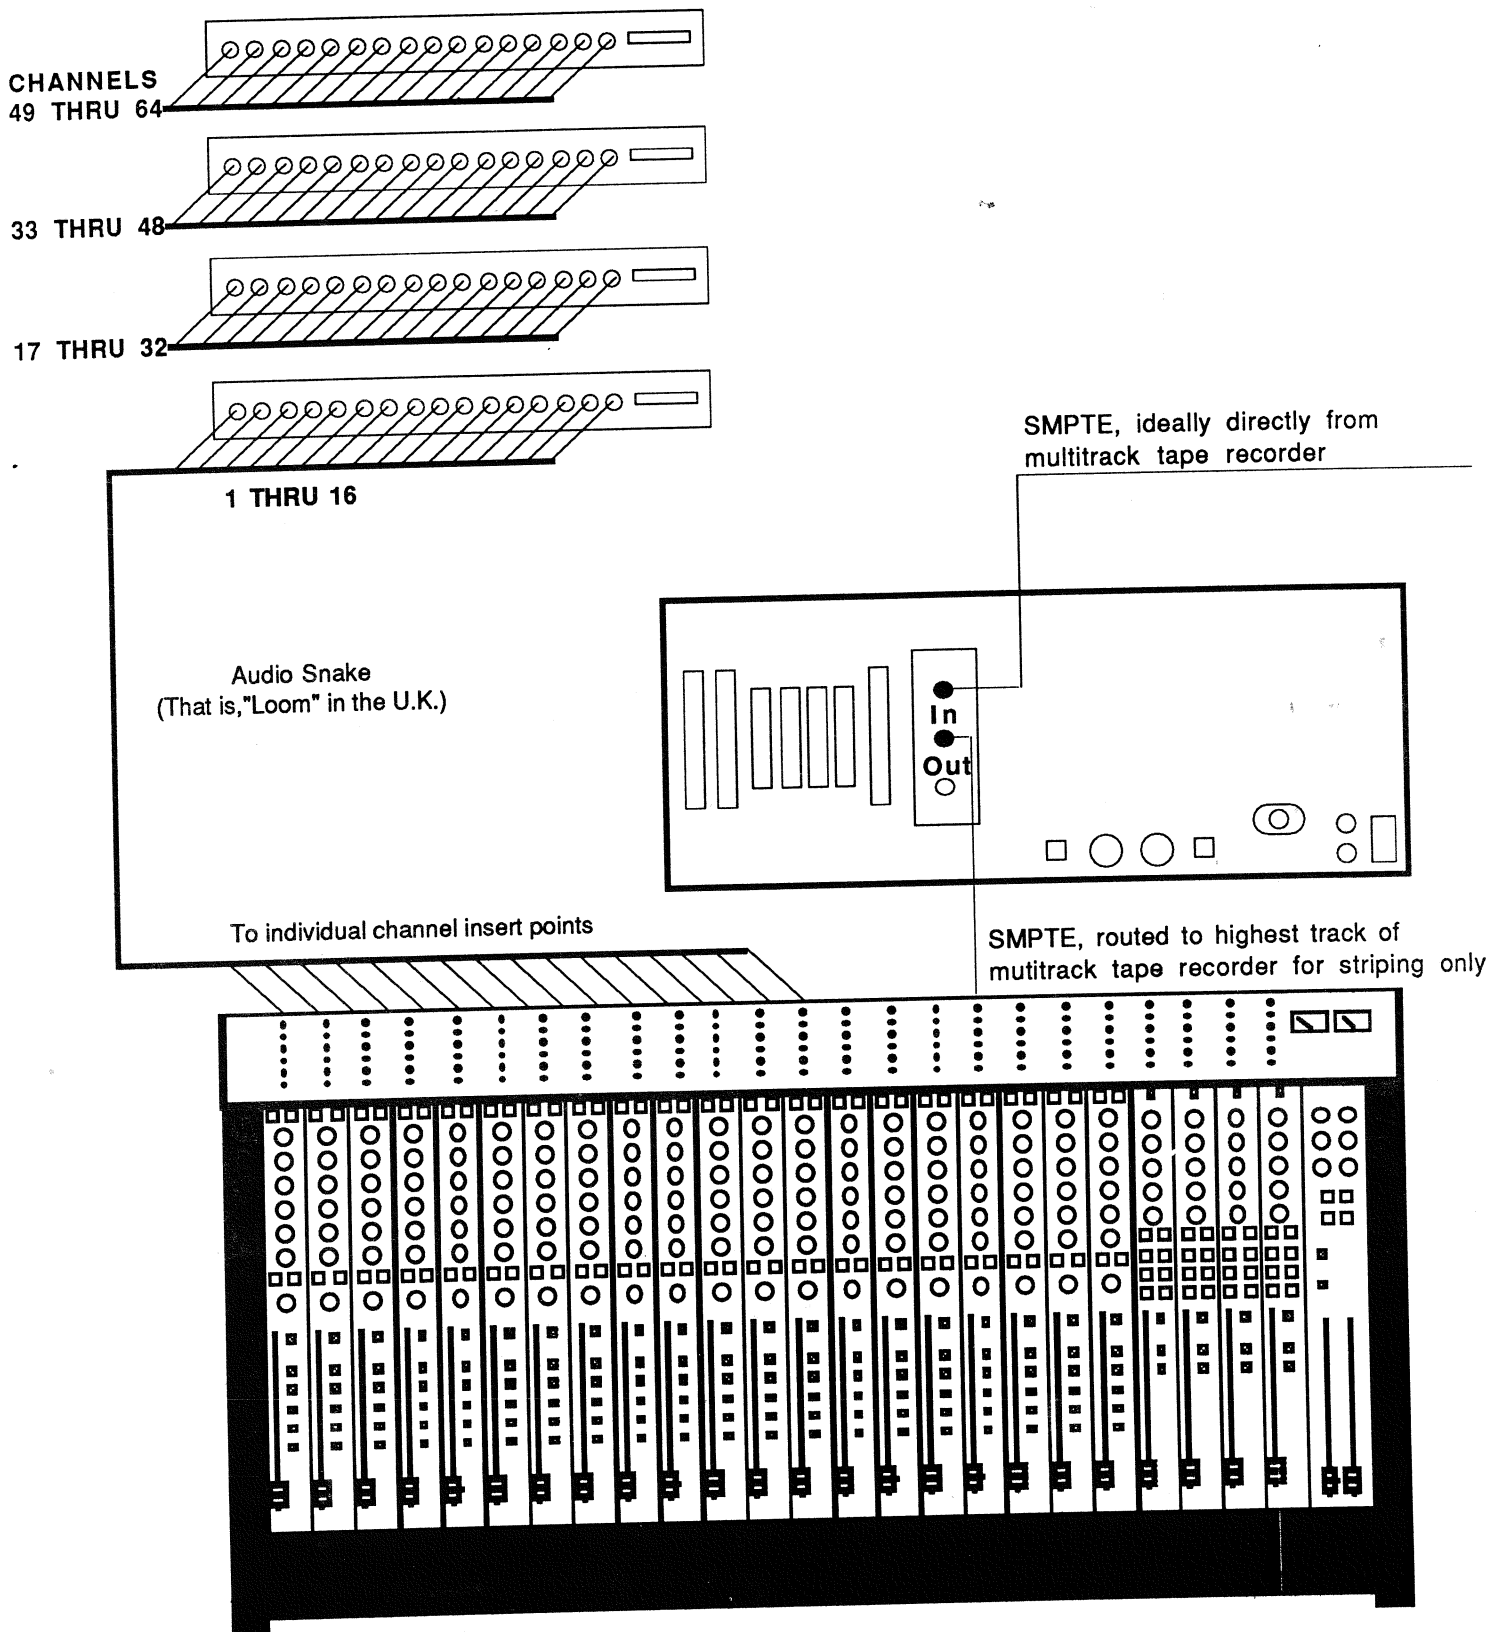 CHANNELS
49 THRU 64
33 THRU 48
17 THRU 32
1 THRU 16
SMPTE, ideally directly from
multitrack tape recorder
Audio Snake
(That is,"Loom" in the U.K.)
In
Out
To individual channel insert points
SMPTE, routed to highest track of
mutitrack tape recorder for striping only